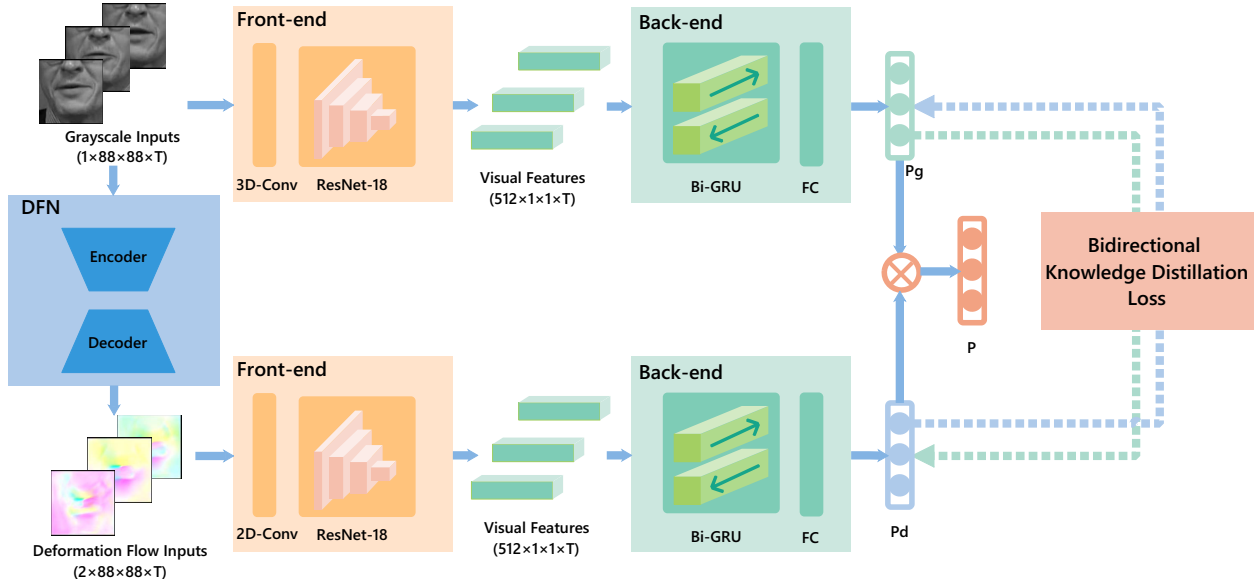 Front-end
3D-Conv
ResNet-18
Grayscale Inputs
(1×88×88×T)
Visual Features
(512×1×1×T)
Back-end
Bi-GRU
FC
Pg
DFN
Encoder
Decoder
P
Bidirectional
Knowledge Distillation
Loss
Front-end
2D-Conv
ResNet-18
Deformation Flow Inputs
(2×88×88×T)
Visual Features
(512×1×1×T)
Back-end
Bi-GRU
FC
Pd